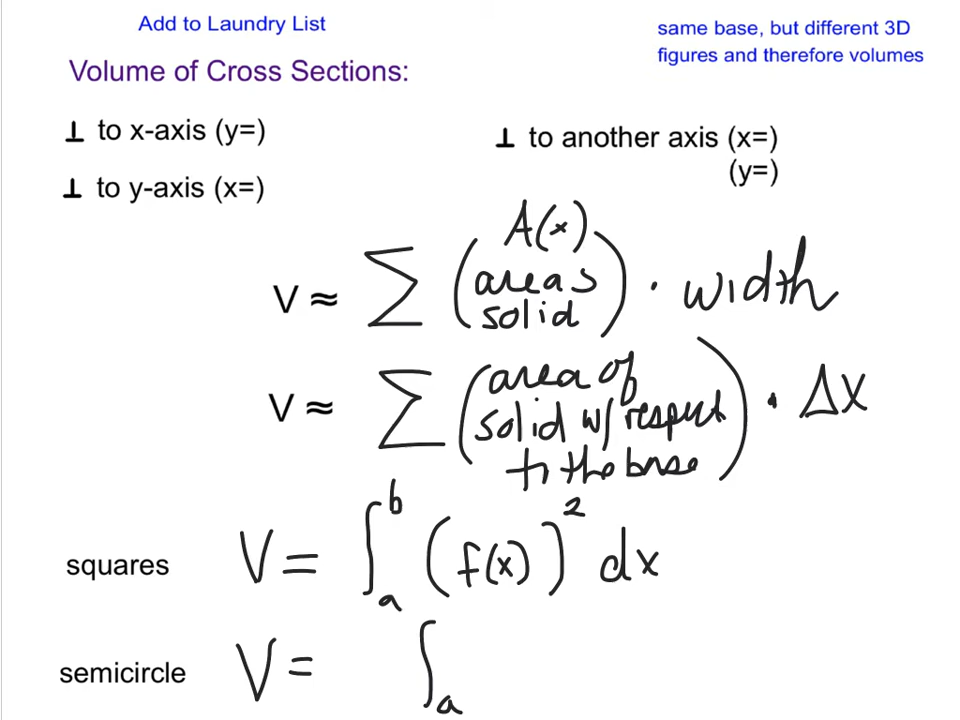 Add to Laundry List
same base, but different 3D
figures and therefore volumes
Volume of Cross Sections:
⊥ to x-axis (y=)
⊥ to y-axis (x=)
⊥ to another axis (x=)
(y=)
A(x)
V ≈ ∑ (areas solid) · width
V ≈ ∑ (area of solid w/ respect to the base) · Δx
squares V = ∫_a^b (f(x))^2 dx
semicircle V = ∫_a